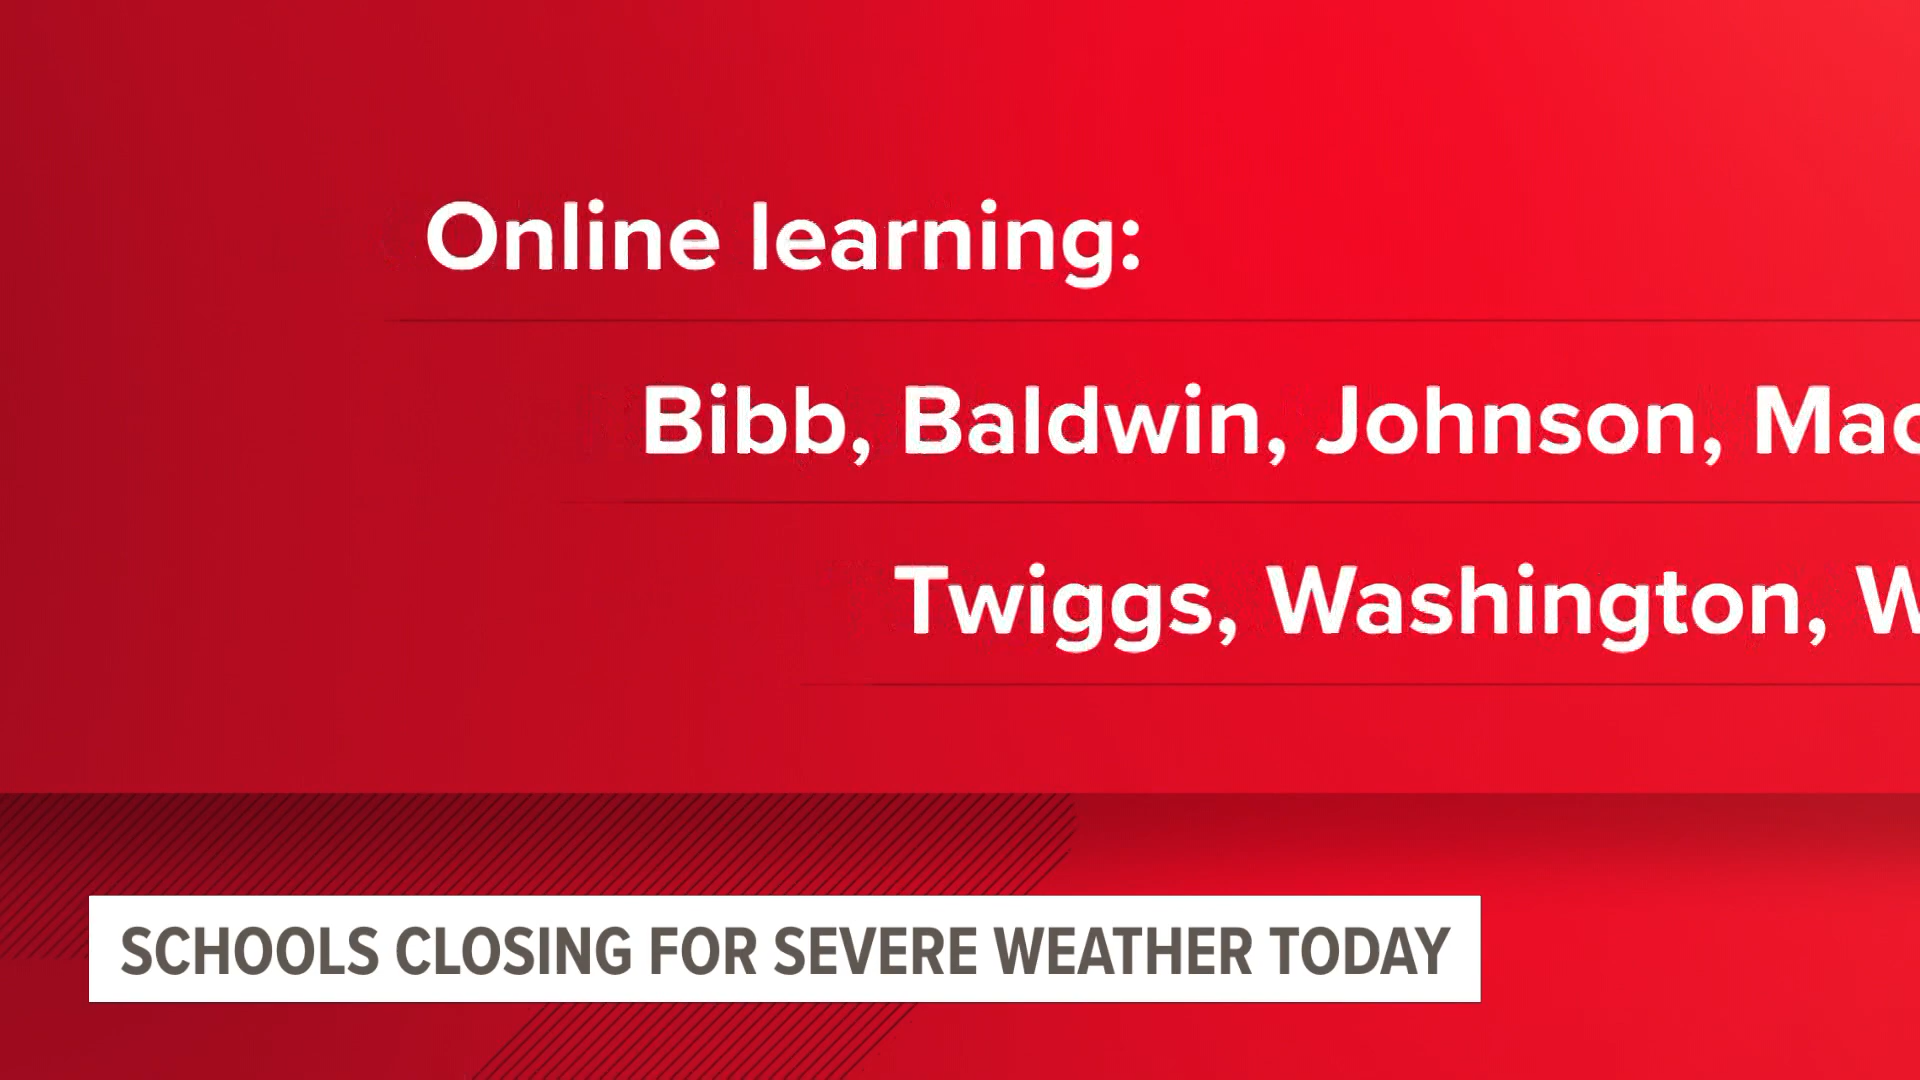 Online learning:
Bibb, Baldwin, Johnson,
Twiggs, Washington,
SCHOOLS CLOSING FOR SEVERE WEATHER TODAY